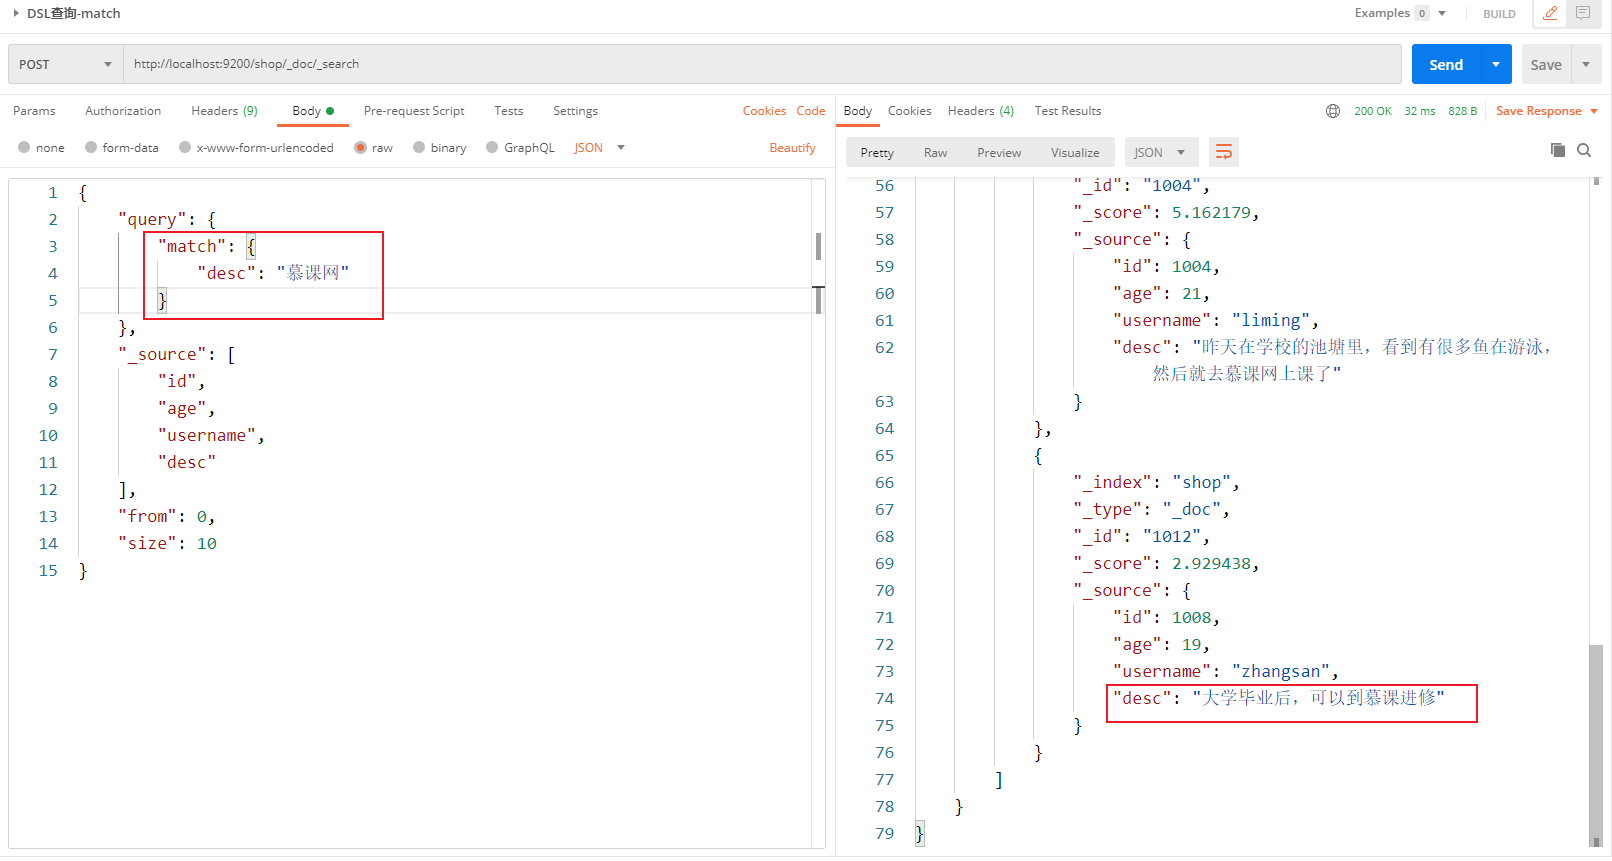 DSL查询-match
Examples 0
BUILD
POST
http://localhost:9200/shop/_doc/_search
Send
Save
Params Authorization Headers (9) Body Pre-request Script Tests Settings Cookies Code
none form-data x-www-form-urlencoded raw binary GraphQL JSON Beautify
1 {
2 "query": {
3 "match": {
4 "desc": "慕课网"
5 }
6 },
7 "_source": [
8 "id",
9 "age",
10 "username",
11 "desc"
12 ],
13 "from": 0,
14 "size": 10
15 }
Body Cookies Headers (4) Test Results 200 OK 32 ms 828 B Save Response
Pretty Raw Preview Visualize JSON
56 "_id": "1004",
57 "_score": 5.162179,
58 "_source": {
59 "id": 1004,
60 "age": 21,
61 "username": "liming",
62 "desc": "昨天在学校的池塘里，看到有很多鱼在游泳，
然后就去慕课网上课了"
63 }
64 },
65 {
66 "_index": "shop",
67 "_type": "_doc",
68 "_id": "1012",
69 "_score": 2.929438,
70 "_source": {
71 "id": 1008,
72 "age": 19,
73 "username": "zhangsan",
74 "desc": "大学毕业后，可以到慕课进修"
75 }
76 }
77 ]
78 }
79 }